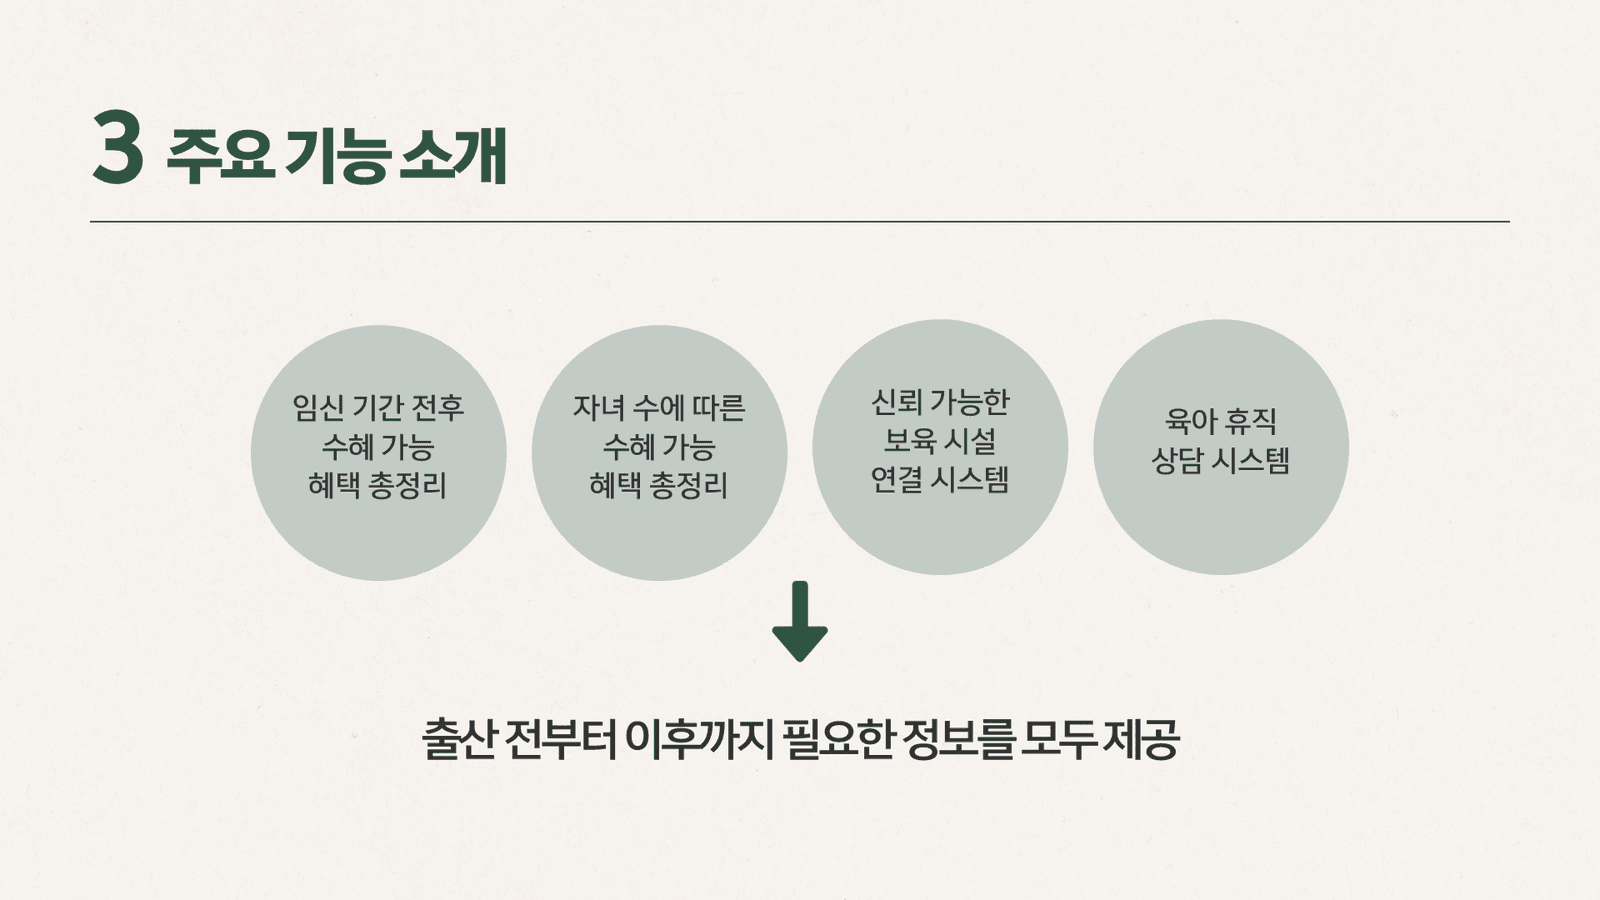 3 주요 기능 소개
임신 기간 전후
수혜 가능
혜택 총정리
자녀 수에 따른
수혜 가능
혜택 총정리
신뢰 가능한
보육 시설
연결 시스템
육아 휴직
상담 시스템
출산 전부터 이후까지 필요한 정보를 모두 제공